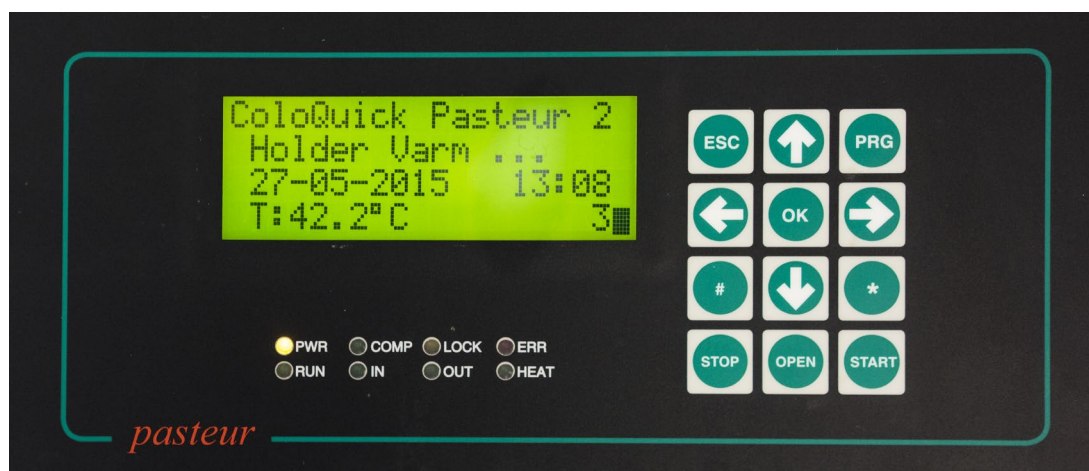 ColoQuick Pasteur 2
Holder Varm ...
27-05-2015 13:08
T:42.2ºC 3
ESC PRG
OK
# *
STOP OPEN START
PWR COMP LOCK ERR
RUN IN OUT HEAT
pasteur